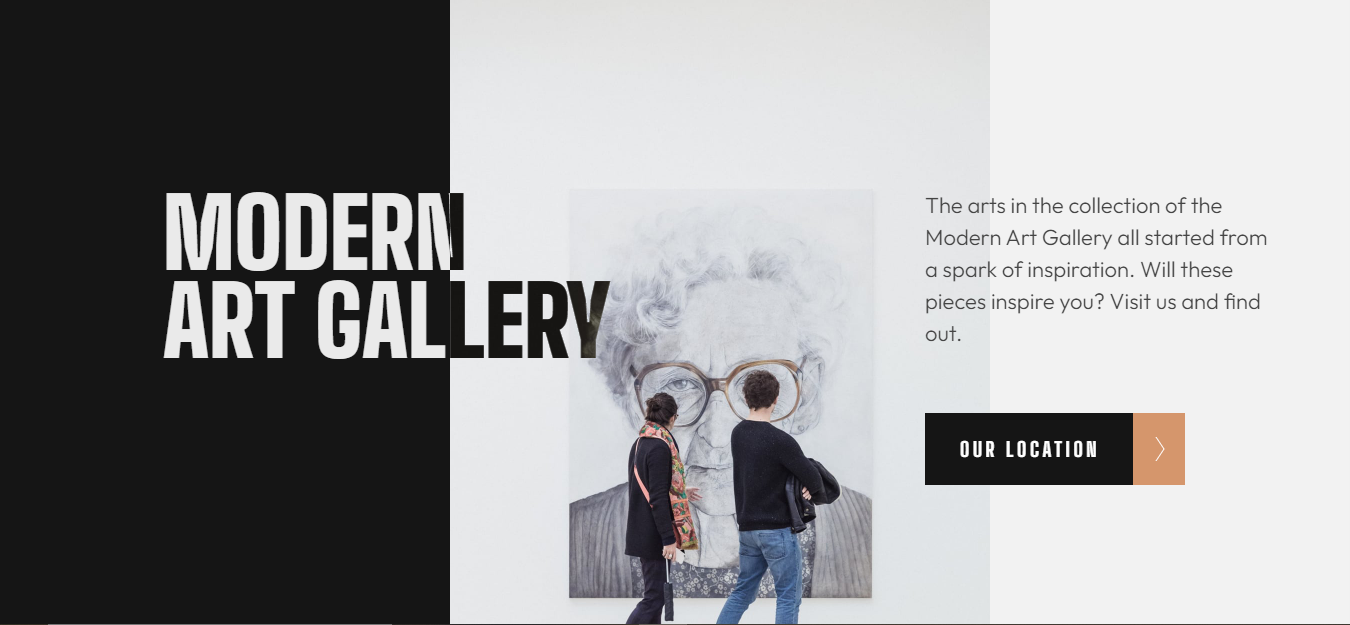 MODERN
ART GALLERY
The arts in the collection of the
Modern Art Gallery all started from
a spark of inspiration. Will these
pieces inspire you? Visit us and find
out.
OUR LOCATION